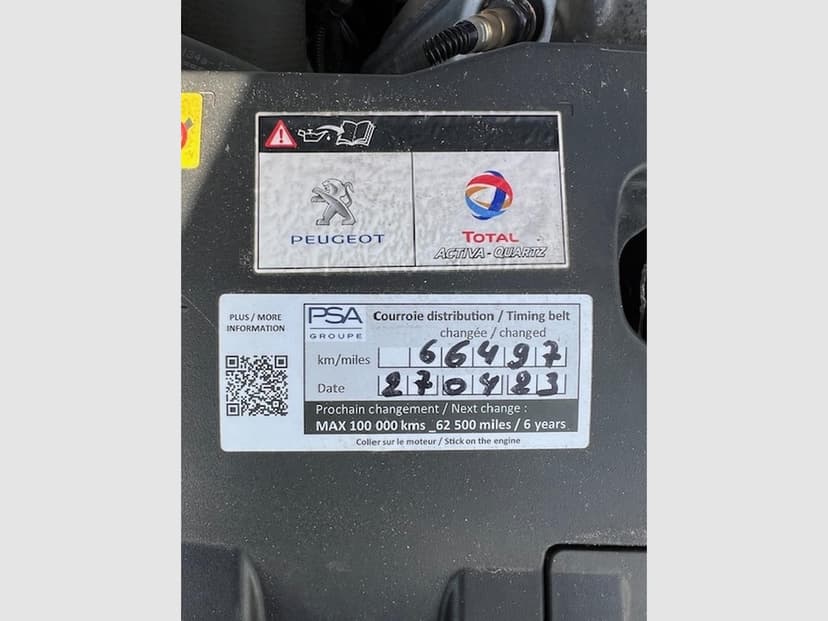 PEUGEOT
TOTAL
ACTIVA - QUARTZ
PLUS / MORE
INFORMATION
PSA
GROUPE
Courroie distribution / Timing belt
changée / changed
km/miles 66497
Date 270423
Prochain changement / Next change :
MAX 100 000 kms _62 500 miles / 6 years
Collier sur le moteur / Stick on the engine